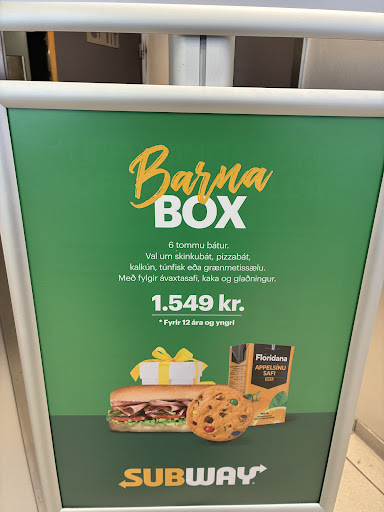 Barna
BOX
6 tommu bátur.
Val um skinkubát, pizzabát,
kalkún, túnfisk eða grænmetissælu.
Með fylgir ávaxtasafi, kaka og glaðningur.
1.549 kr.
* Fyrir 12 ára og yngri
Floridana
APPELSÍNU
SAFI
SUBWAY